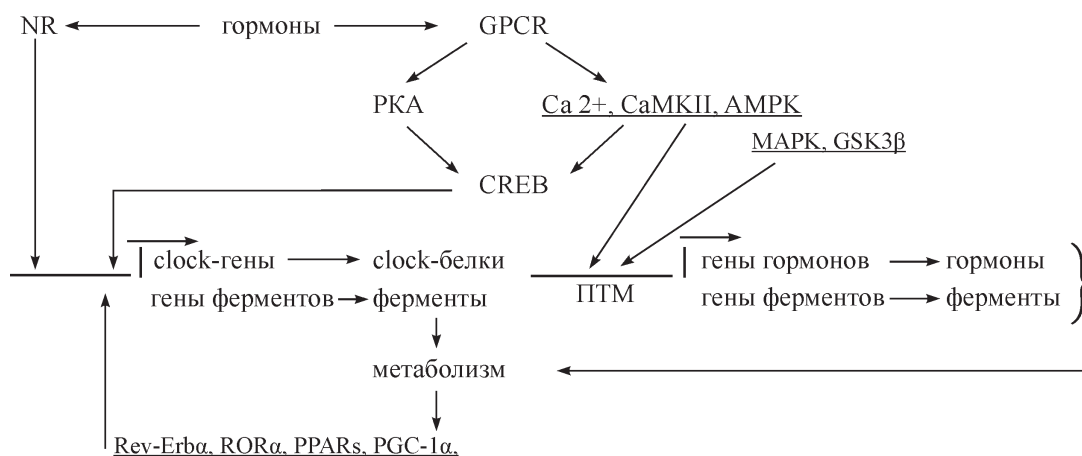 NR гормоны GPCR
РКА Ca 2+, CaMKII, AMPK
MAPK, GSK3β
CREB
clock-гены clock-белки гены гормонов гормоны
гены ферментов ферменты ПТМ гены ферментов ферменты
метаболизм
Rev-Erbα, RORα, PPARs, PGC-1α,